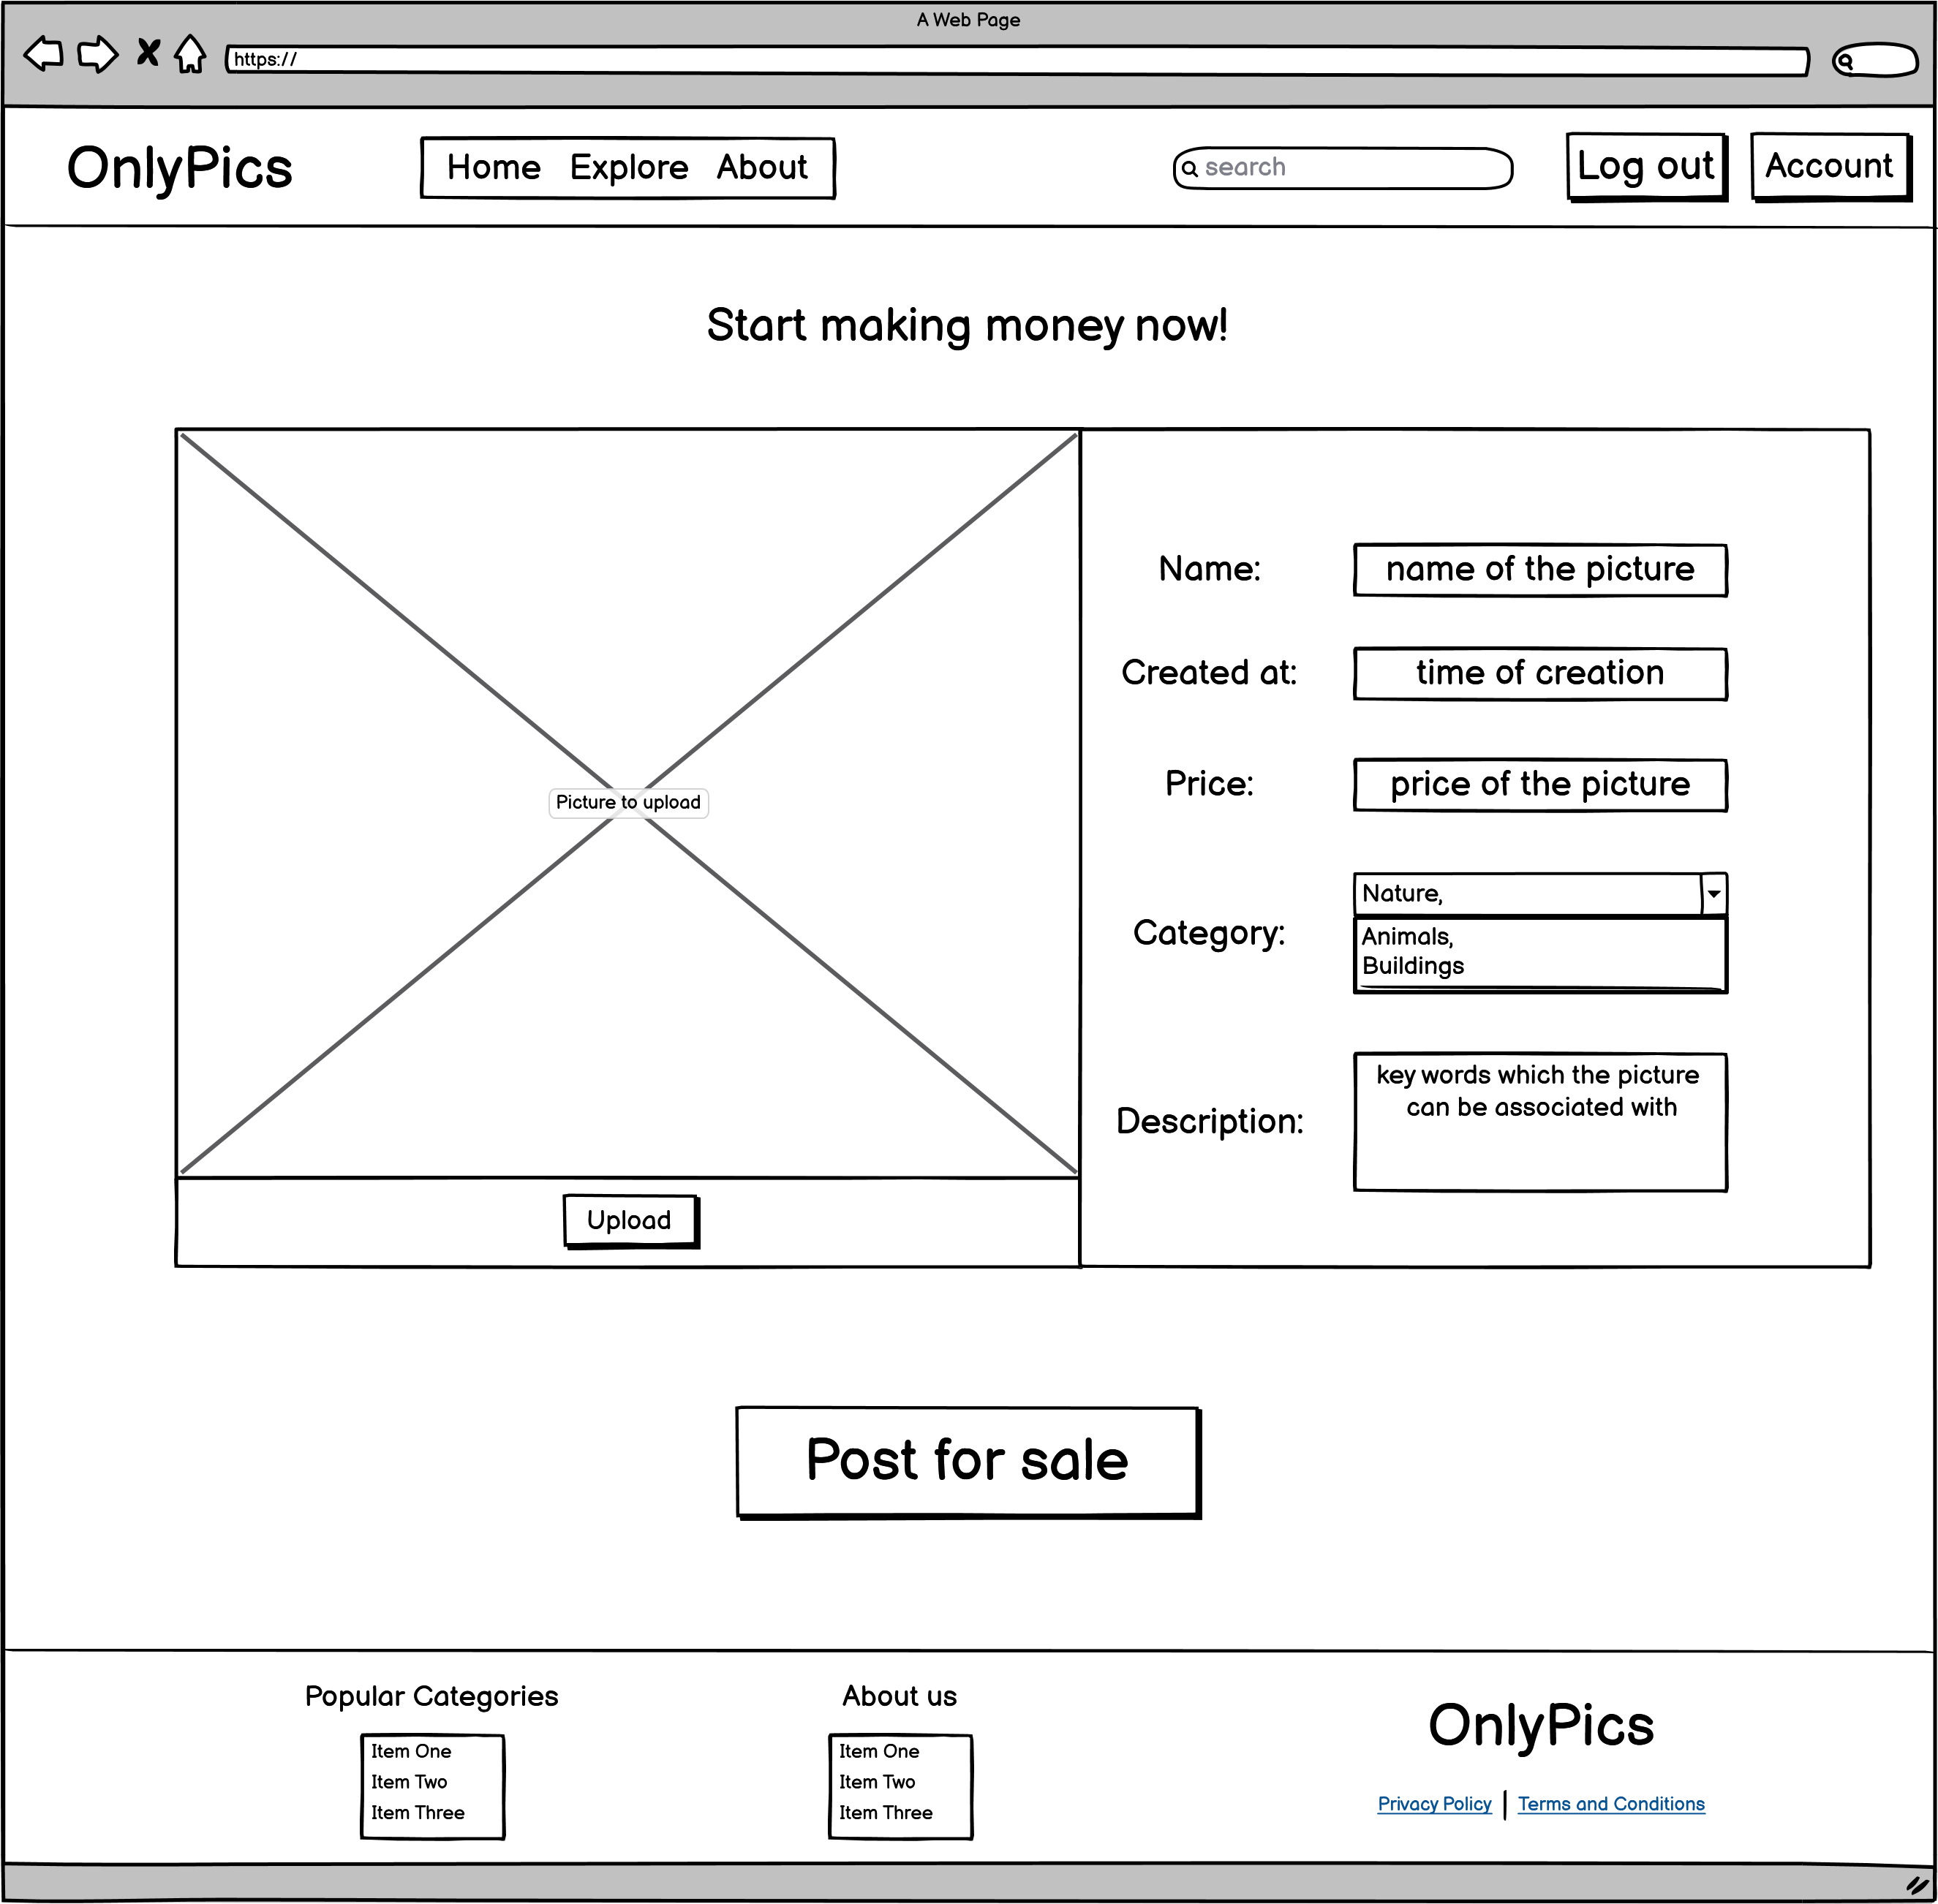 A Web Page
https://
OnlyPics
Home Explore About
search
Log out
Account
Start making money now!
Picture to upload
Upload
Name:
name of the picture
Created at:
time of creation
Price:
price of the picture
Category:
Nature,
Animals,
Buildings
Description:
key words which the picture
can be associated with
Post for sale
Popular Categories
Item One
Item Two
Item Three
About us
Item One
Item Two
Item Three
OnlyPics
Privacy Policy | Terms and Conditions